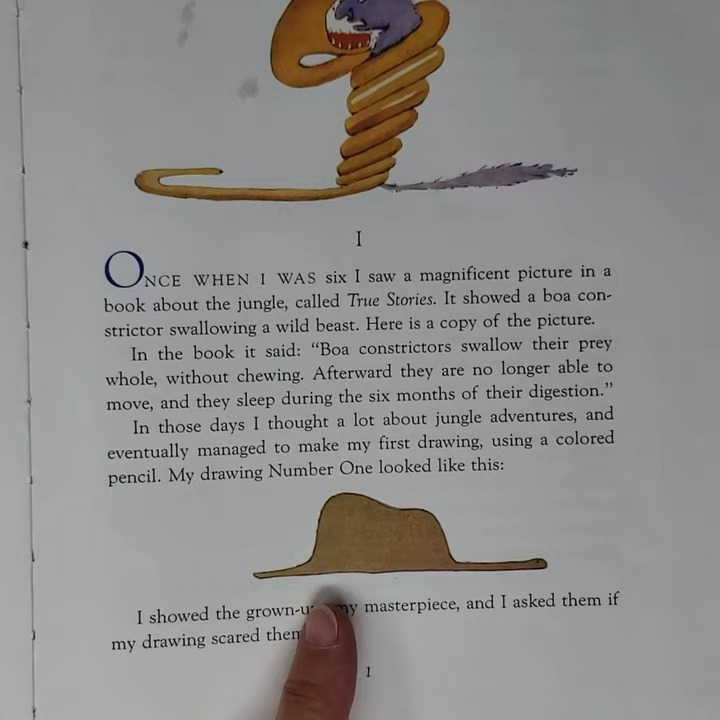 I
ONCE WHEN I WAS six I saw a magnificent picture in a
book about the jungle, called True Stories. It showed a boa con-
strictor swallowing a wild beast. Here is a copy of the picture.
In the book it said: “Boa constrictors swallow their prey
whole, without chewing. Afterward they are no longer able to
move, and they sleep during the six months of their digestion.”
In those days I thought a lot about jungle adventures, and
eventually managed to make my first drawing, using a colored
pencil. My drawing Number One looked like this:
I showed the grown-u my masterpiece, and I asked them if
my drawing scared them
1